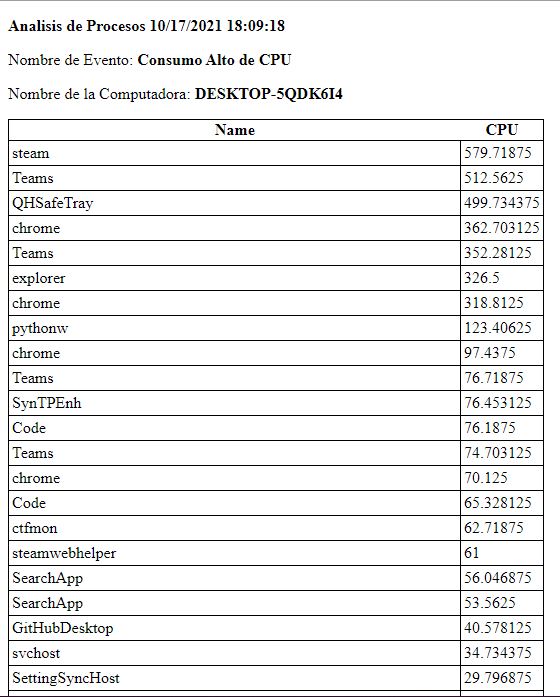 Analisis de Procesos 10/17/2021 18:09:18
Nombre de Evento: Consumo Alto de CPU
Nombre de la Computadora: DESKTOP-5QDK6I4
Name CPU
steam 579.71875
Teams 512.5625
QHSafeTray 499.734375
chrome 362.703125
Teams 352.28125
explorer 326.5
chrome 318.8125
pythonw 123.40625
chrome 97.4375
Teams 76.71875
SynTPEnh 76.453125
Code 76.1875
Teams 74.703125
chrome 70.125
Code 65.328125
ctfmon 62.71875
steamwebhelper 61
SearchApp 56.046875
SearchApp 53.5625
GitHubDesktop 40.578125
svchost 34.734375
SettingSyncHost 29.796875